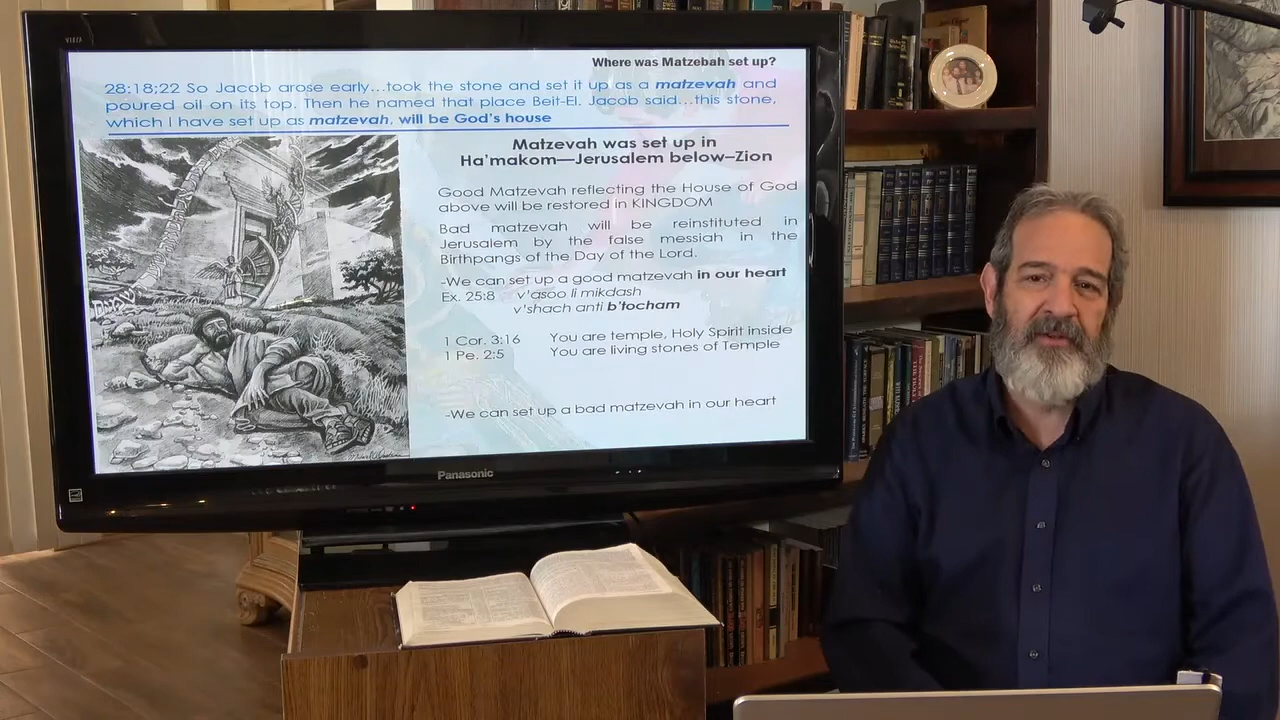 VIERA
Where was Matzebah set up?
28:18;22 So Jacob arose early…took the stone and set it up as a matzevah and
poured oil on its top. Then he named that place Beit-El. Jacob said…this stone,
which I have set up as matzevah, will be God's house
Matzevah was set up in
Ha'makom—Jerusalem below–Zion
Good Matzevah reflecting the House of God
above will be restored in KINGDOM
Bad matzevah will be reinstituted in
Jerusalem by the false messiah in the
Birthpangs of the Day of the Lord.
-We can set up a good matzevah in our heart
Ex. 25:8 v'asoo li mikdash
v'shach anti b'tocham
1 Cor. 3:16 You are temple, Holy Spirit inside
1 Pe. 2:5 You are living stones of Temple
-We can set up a bad matzevah in our heart
Panasonic